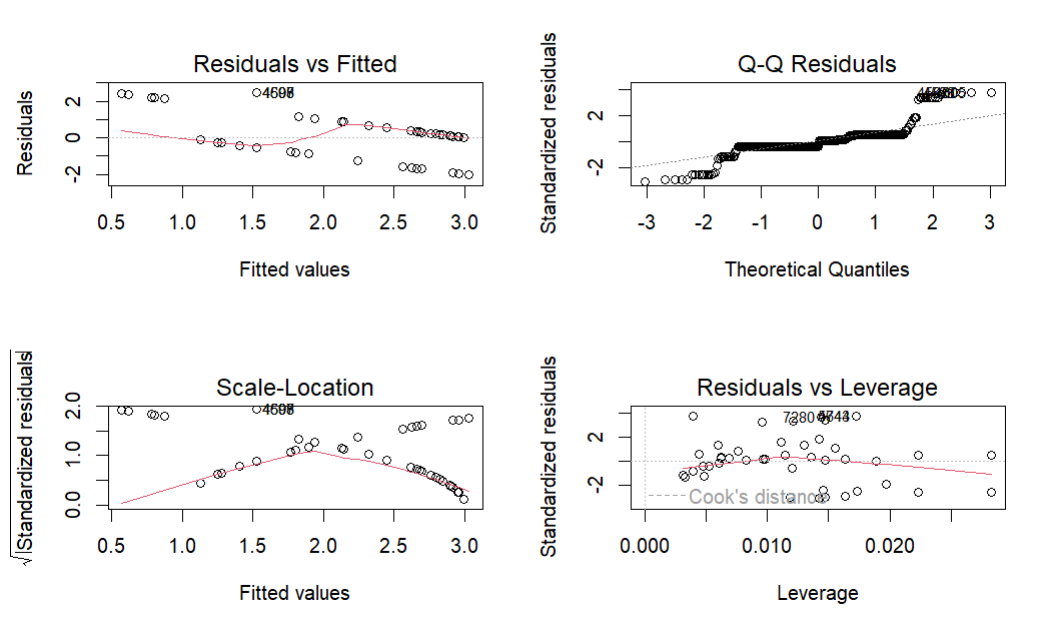 Residuals vs Fitted
Residuals
2
0
-2
0.5 1.0 1.5 2.0 2.5 3.0
Fitted values
Q-Q Residuals
Standardized residuals
2
-2
-3 -2 -1 0 1 2 3
Theoretical Quantiles
Scale-Location
√|Standardized residuals|
2.0
1.0
0.0
0.5 1.0 1.5 2.0 2.5 3.0
Fitted values
Residuals vs Leverage
Standardized residuals
7280
2
-2
Cook's distance
0.000 0.010 0.020
Leverage